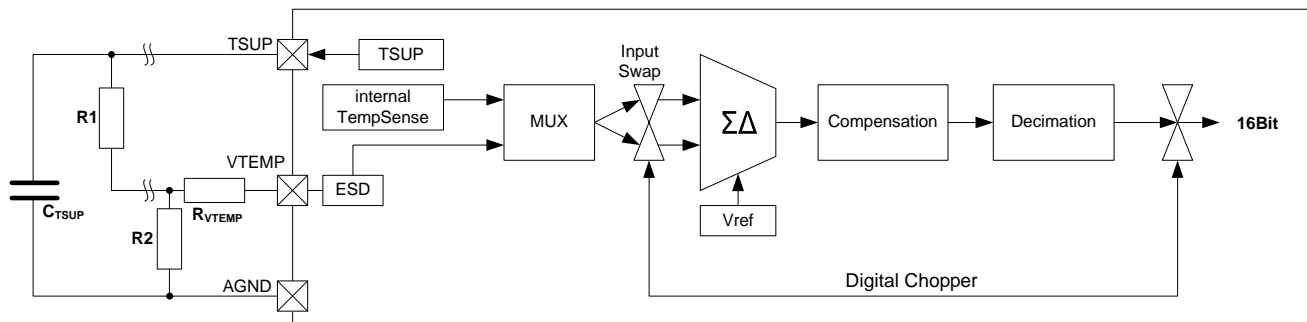 TSUP
TSUP
Input
Swap
internal
TempSense
R1
MUX
ΣΔ
Compensation
Decimation
16Bit
VTEMP
ESD
CTSUP
RVTEMP
Vref
R2
AGND
Digital Chopper